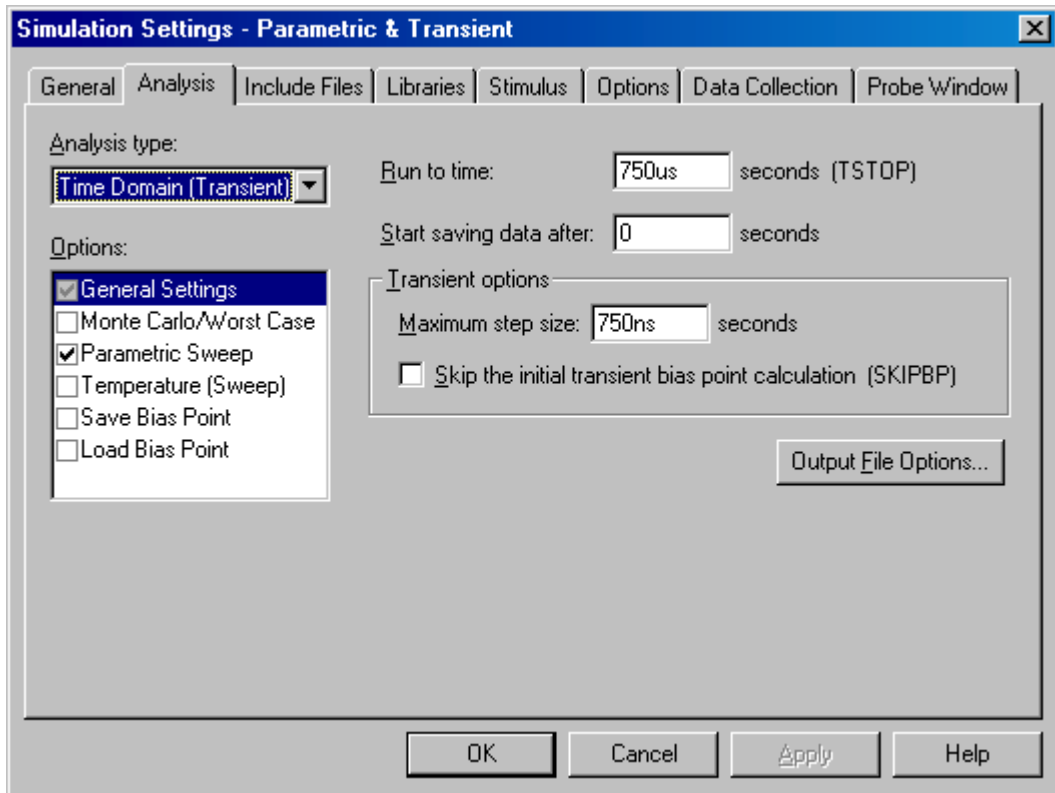 Simulation Settings - Parametric & Transient
General Analysis Include Files Libraries Stimulus Options Data Collection Probe Window
Analysis type:
Time Domain (Transient)
Options:
General Settings
Monte Carlo/Worst Case
Parametric Sweep
Temperature (Sweep)
Save Bias Point
Load Bias Point
Run to time: 750us seconds (TSTOP)
Start saving data after: 0 seconds
Transient options
Maximum step size: 750ns seconds
Skip the initial transient bias point calculation (SKIPBP)
Output File Options...
OK Cancel Apply Help